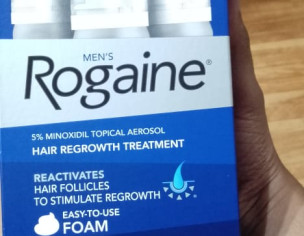 MEN'S
Rogaine®
5% MINOXIDIL TOPICAL AEROSOL
HAIR REGROWTH TREATMENT
REACTIVATES
HAIR FOLLICLES
TO STIMULATE REGROWTH
EASY-TO-USE
FOAM